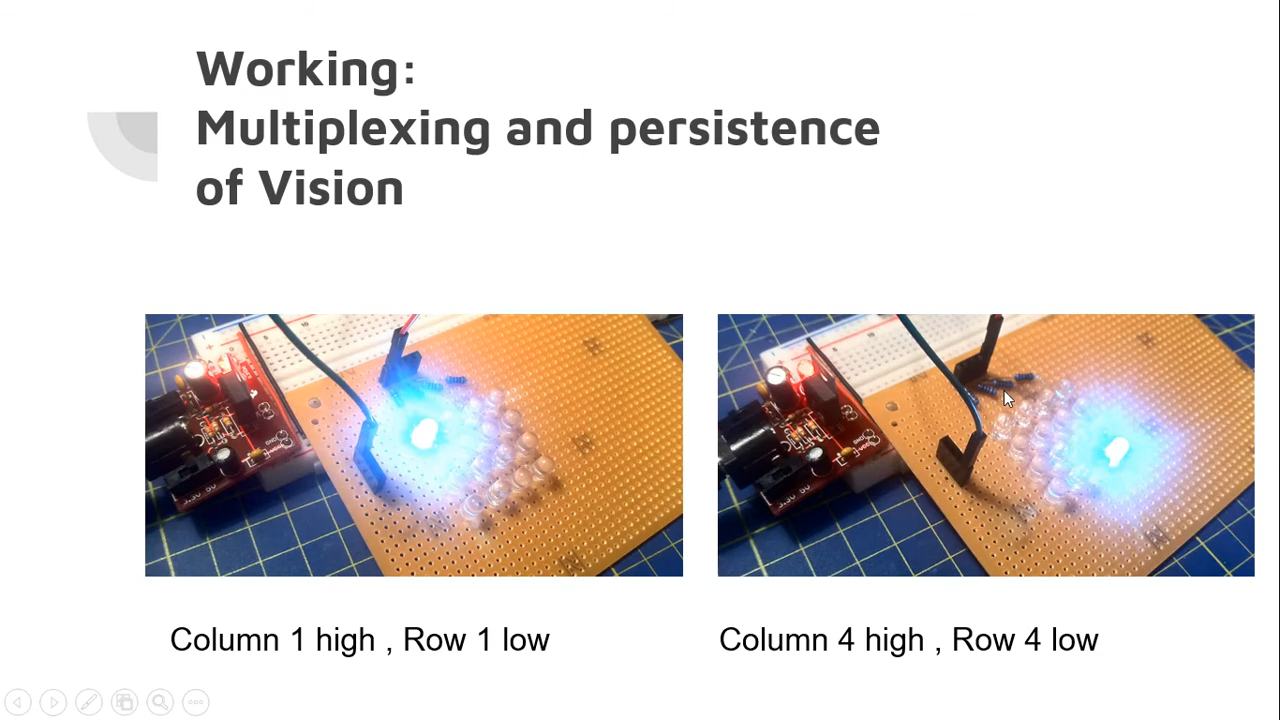 Working:
Multiplexing and persistence
of Vision
Column 1 high , Row 1 low
Column 4 high , Row 4 low